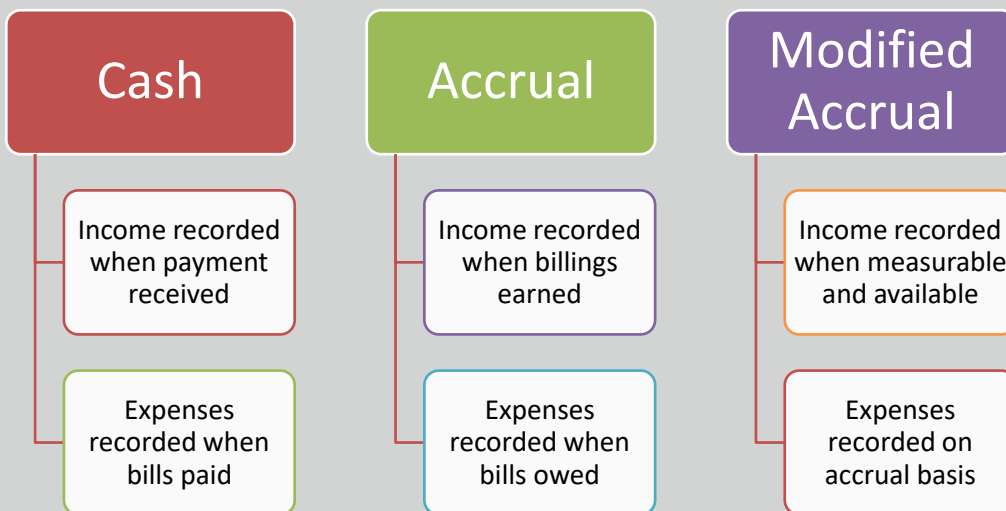 Cash
Income recorded
when payment
received
Expenses
recorded when
bills paid
Accrual
Income recorded
when billings
earned
Expenses
recorded when
bills owed
Modified
Accrual
Income recorded
when measurable
and available
Expenses
recorded on
accrual basis